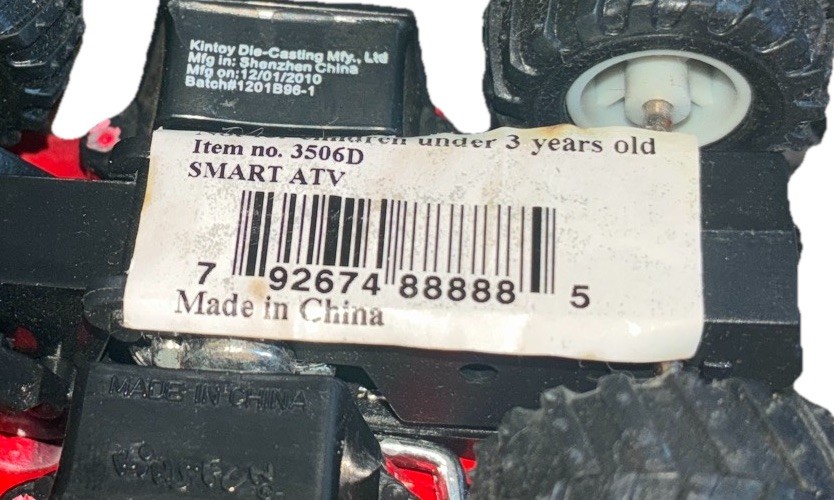 Kintoy Die-Casting Mfy., Ltd
Mfg in: Shenzhen China
Mfg on:12/01/2010
Batch#1201B96-1
children under 3 years old
Item no. 3506D
SMART ATV
7 92674 88888 5
Made in China
MADE IN CHINA